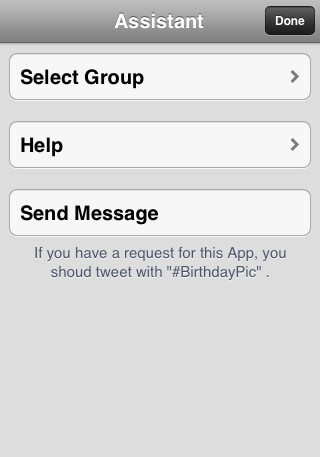 Assistant
Done
Select Group
Help
Send Message
If you have a request for this App, you
shoud tweet with "#BirthdayPic" .